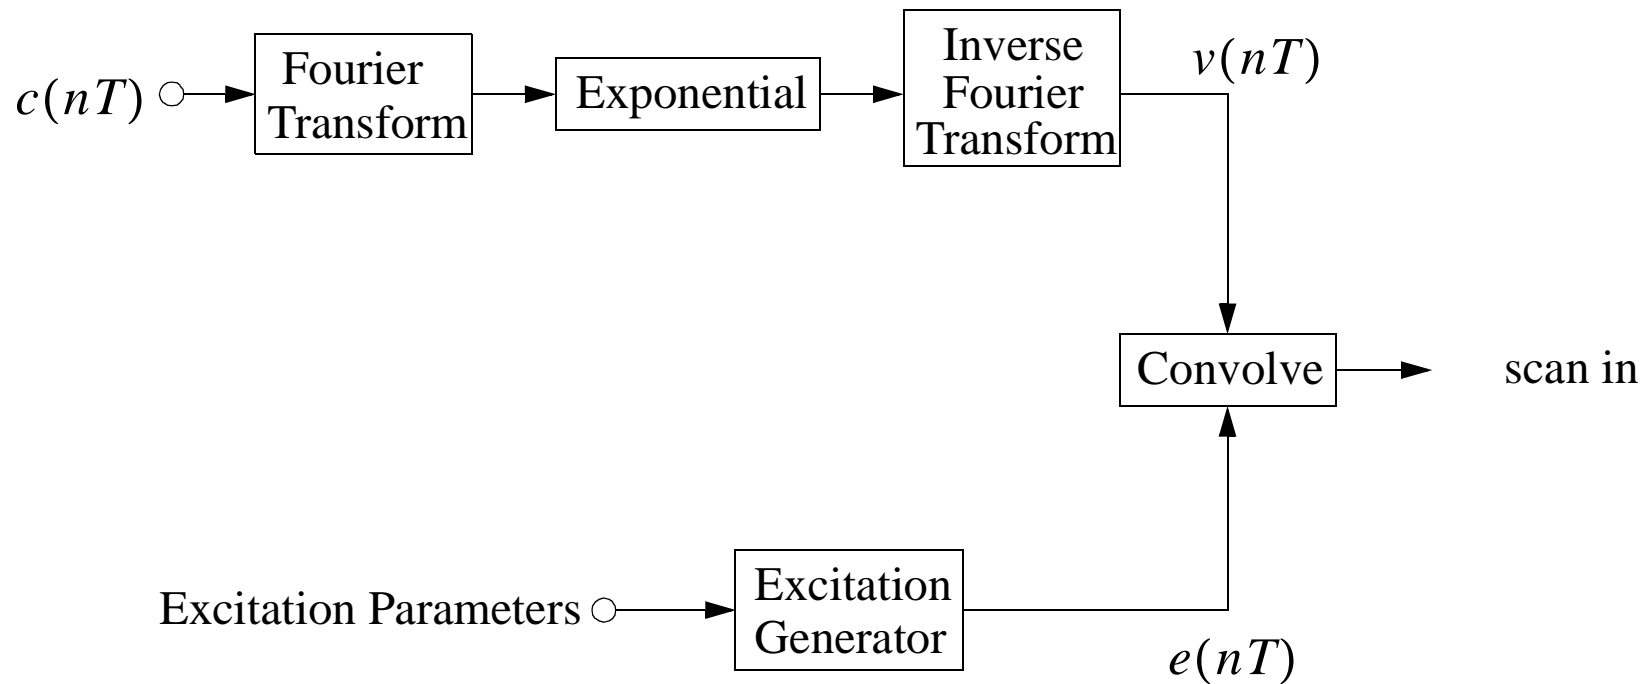 c(nT)
Fourier
Transform
Exponential
Inverse
Fourier
Transform
v(nT)
Convolve
scan in
Excitation Parameters
Excitation
Generator
e(nT)